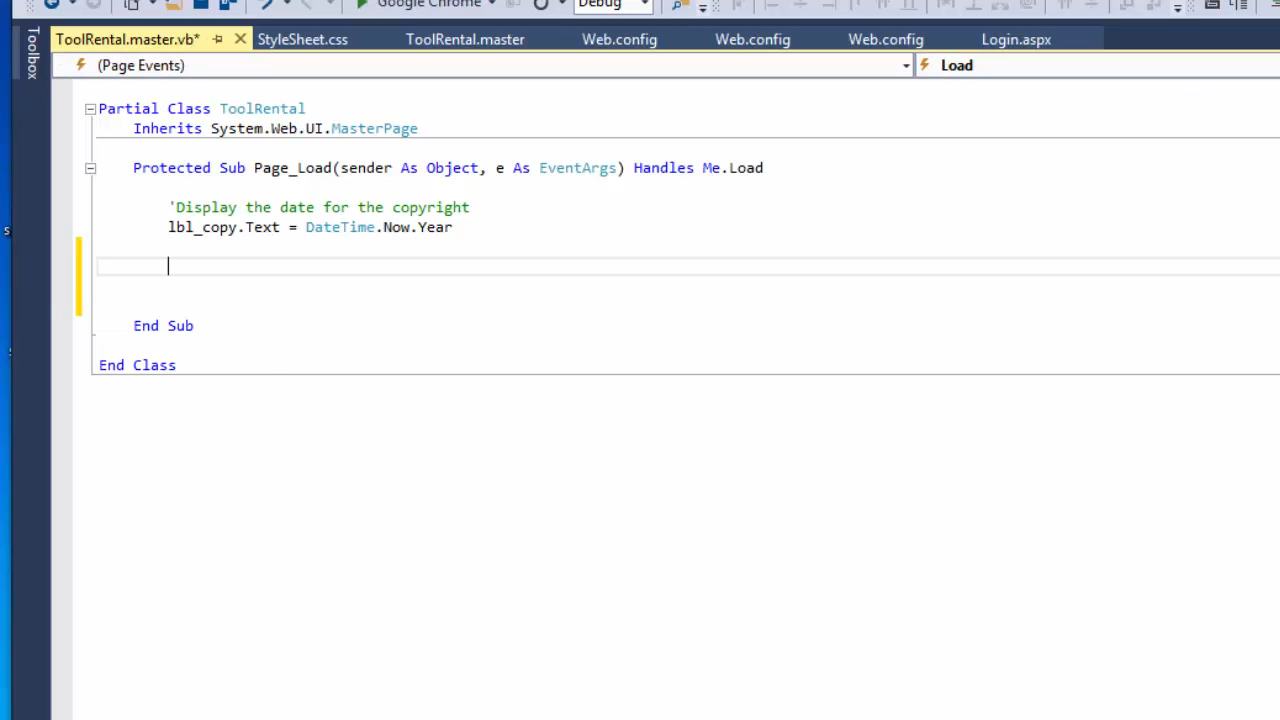 Google Chrome Debug
Toolbox
ToolRental.master.vb* StyleSheet.css ToolRental.master Web.config Web.config Web.config Login.aspx
(Page Events) Load
Partial Class ToolRental
Inherits System.Web.UI.MasterPage
Protected Sub Page_Load(sender As Object, e As EventArgs) Handles Me.Load
'Display the date for the copyright
lbl_copy.Text = DateTime.Now.Year
End Sub
End Class